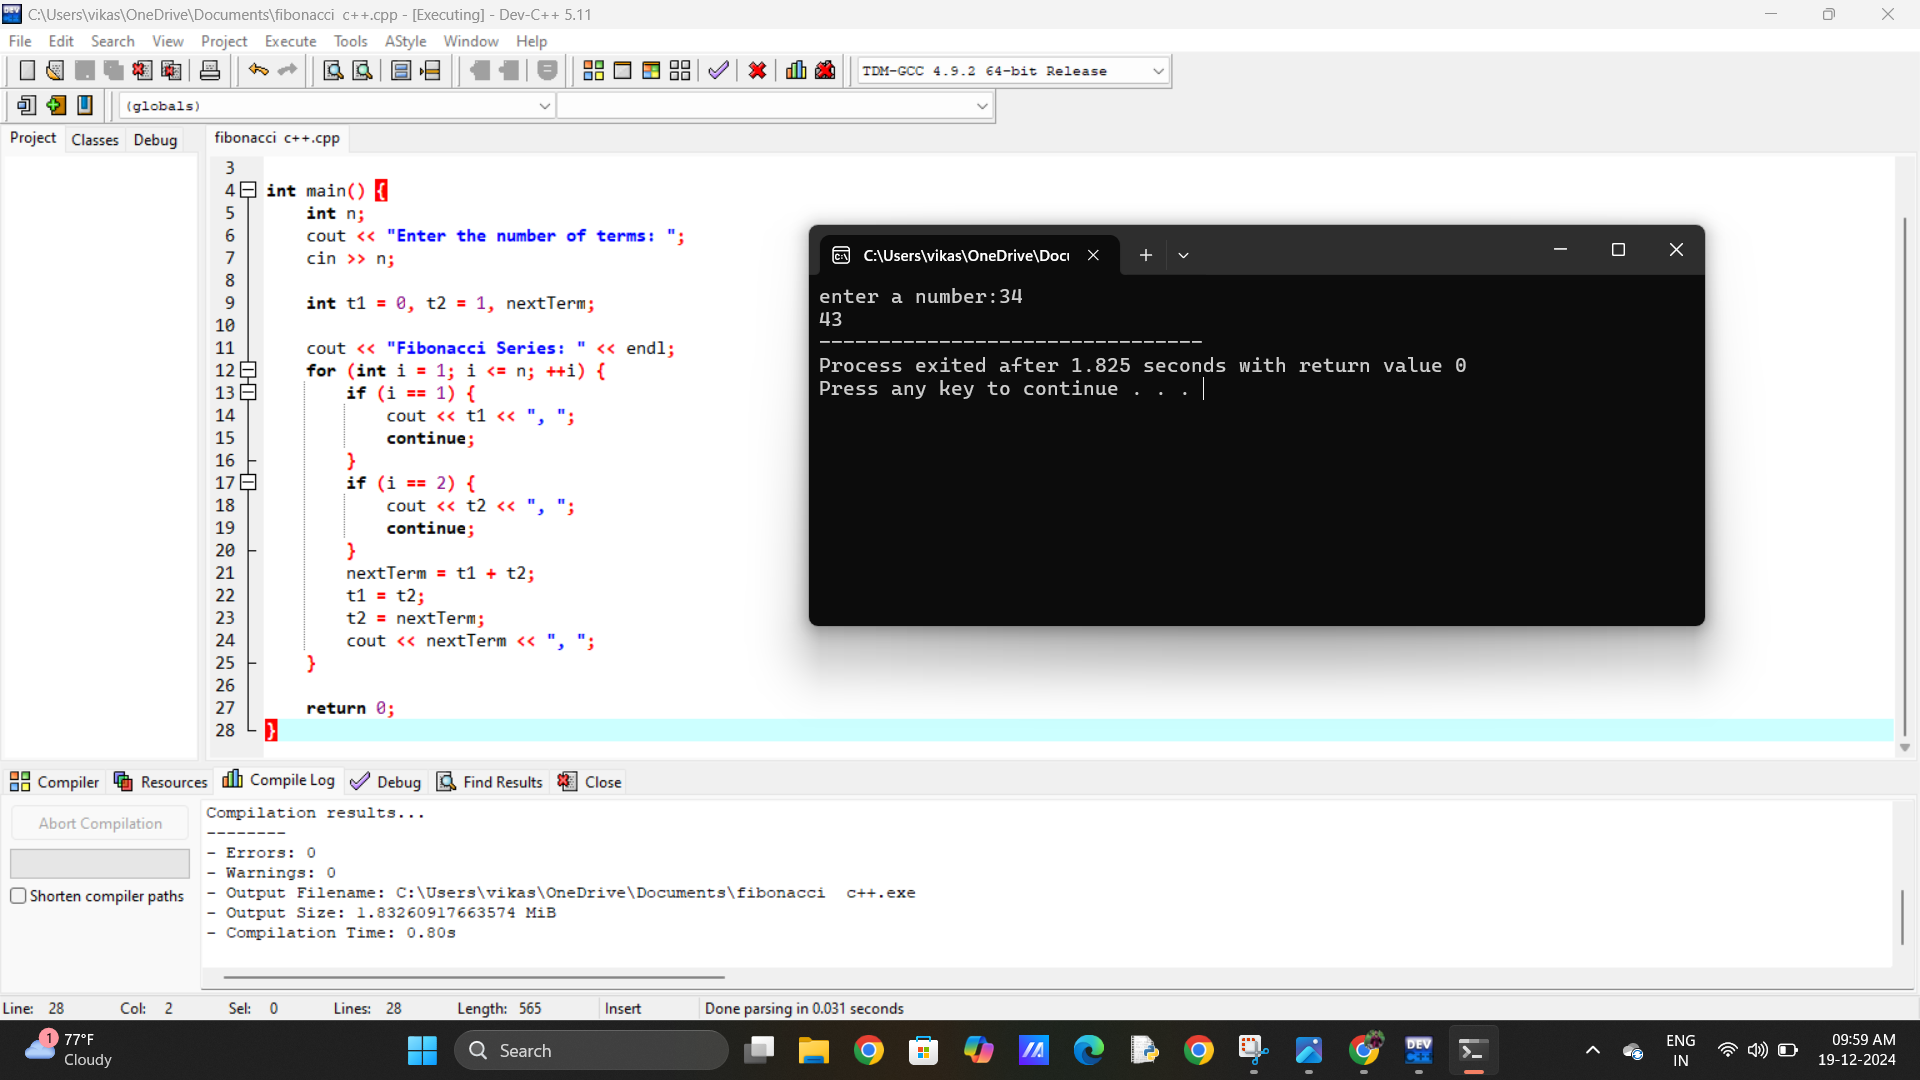 C:\Users\vikas\OneDrive\Documents\fibonacci  c++.cpp - [Executing] - Dev-C++ 5.11
File Edit Search View Project Execute Tools AStyle Window Help
TDM-GCC 4.9.2 64-bit Release
(globals)
Project Classes Debug fibonacci  c++.cpp
3
4 int main() {
5     int n;
6     cout << "Enter the number of terms: ";
7     cin >> n;
8
9     int t1 = 0, t2 = 1, nextTerm;
10
11     cout << "Fibonacci Series: " << endl;
12     for (int i = 1; i <= n; ++i) {
13         if (i == 1) {
14             cout << t1 << ", ";
15             continue;
16         }
17         if (i == 2) {
18             cout << t2 << ", ";
19             continue;
20         }
21         nextTerm = t1 + t2;
22         t1 = t2;
23         t2 = nextTerm;
24         cout << nextTerm << ", ";
25     }
26
27     return 0;
28 }
C:\Users\vikas\OneDrive\Docu
enter a number:34
43
--------------------------------
Process exited after 1.825 seconds with return value 0
Press any key to continue . . .
Compiler Resources Compile Log Debug Find Results Close
Abort Compilation
Shorten compiler paths
Compilation results...
--------
- Errors: 0
- Warnings: 0
- Output Filename: C:\Users\vikas\OneDrive\Documents\fibonacci  c++.exe
- Output Size: 1.83260917663574 MiB
- Compilation Time: 0.80s
Line: 28 Col: 2 Sel: 0 Lines: 28 Length: 565 Insert Done parsing in 0.031 seconds
1
77°F
Cloudy
Search
DEV
ENG
IN
09:59 AM
19-12-2024